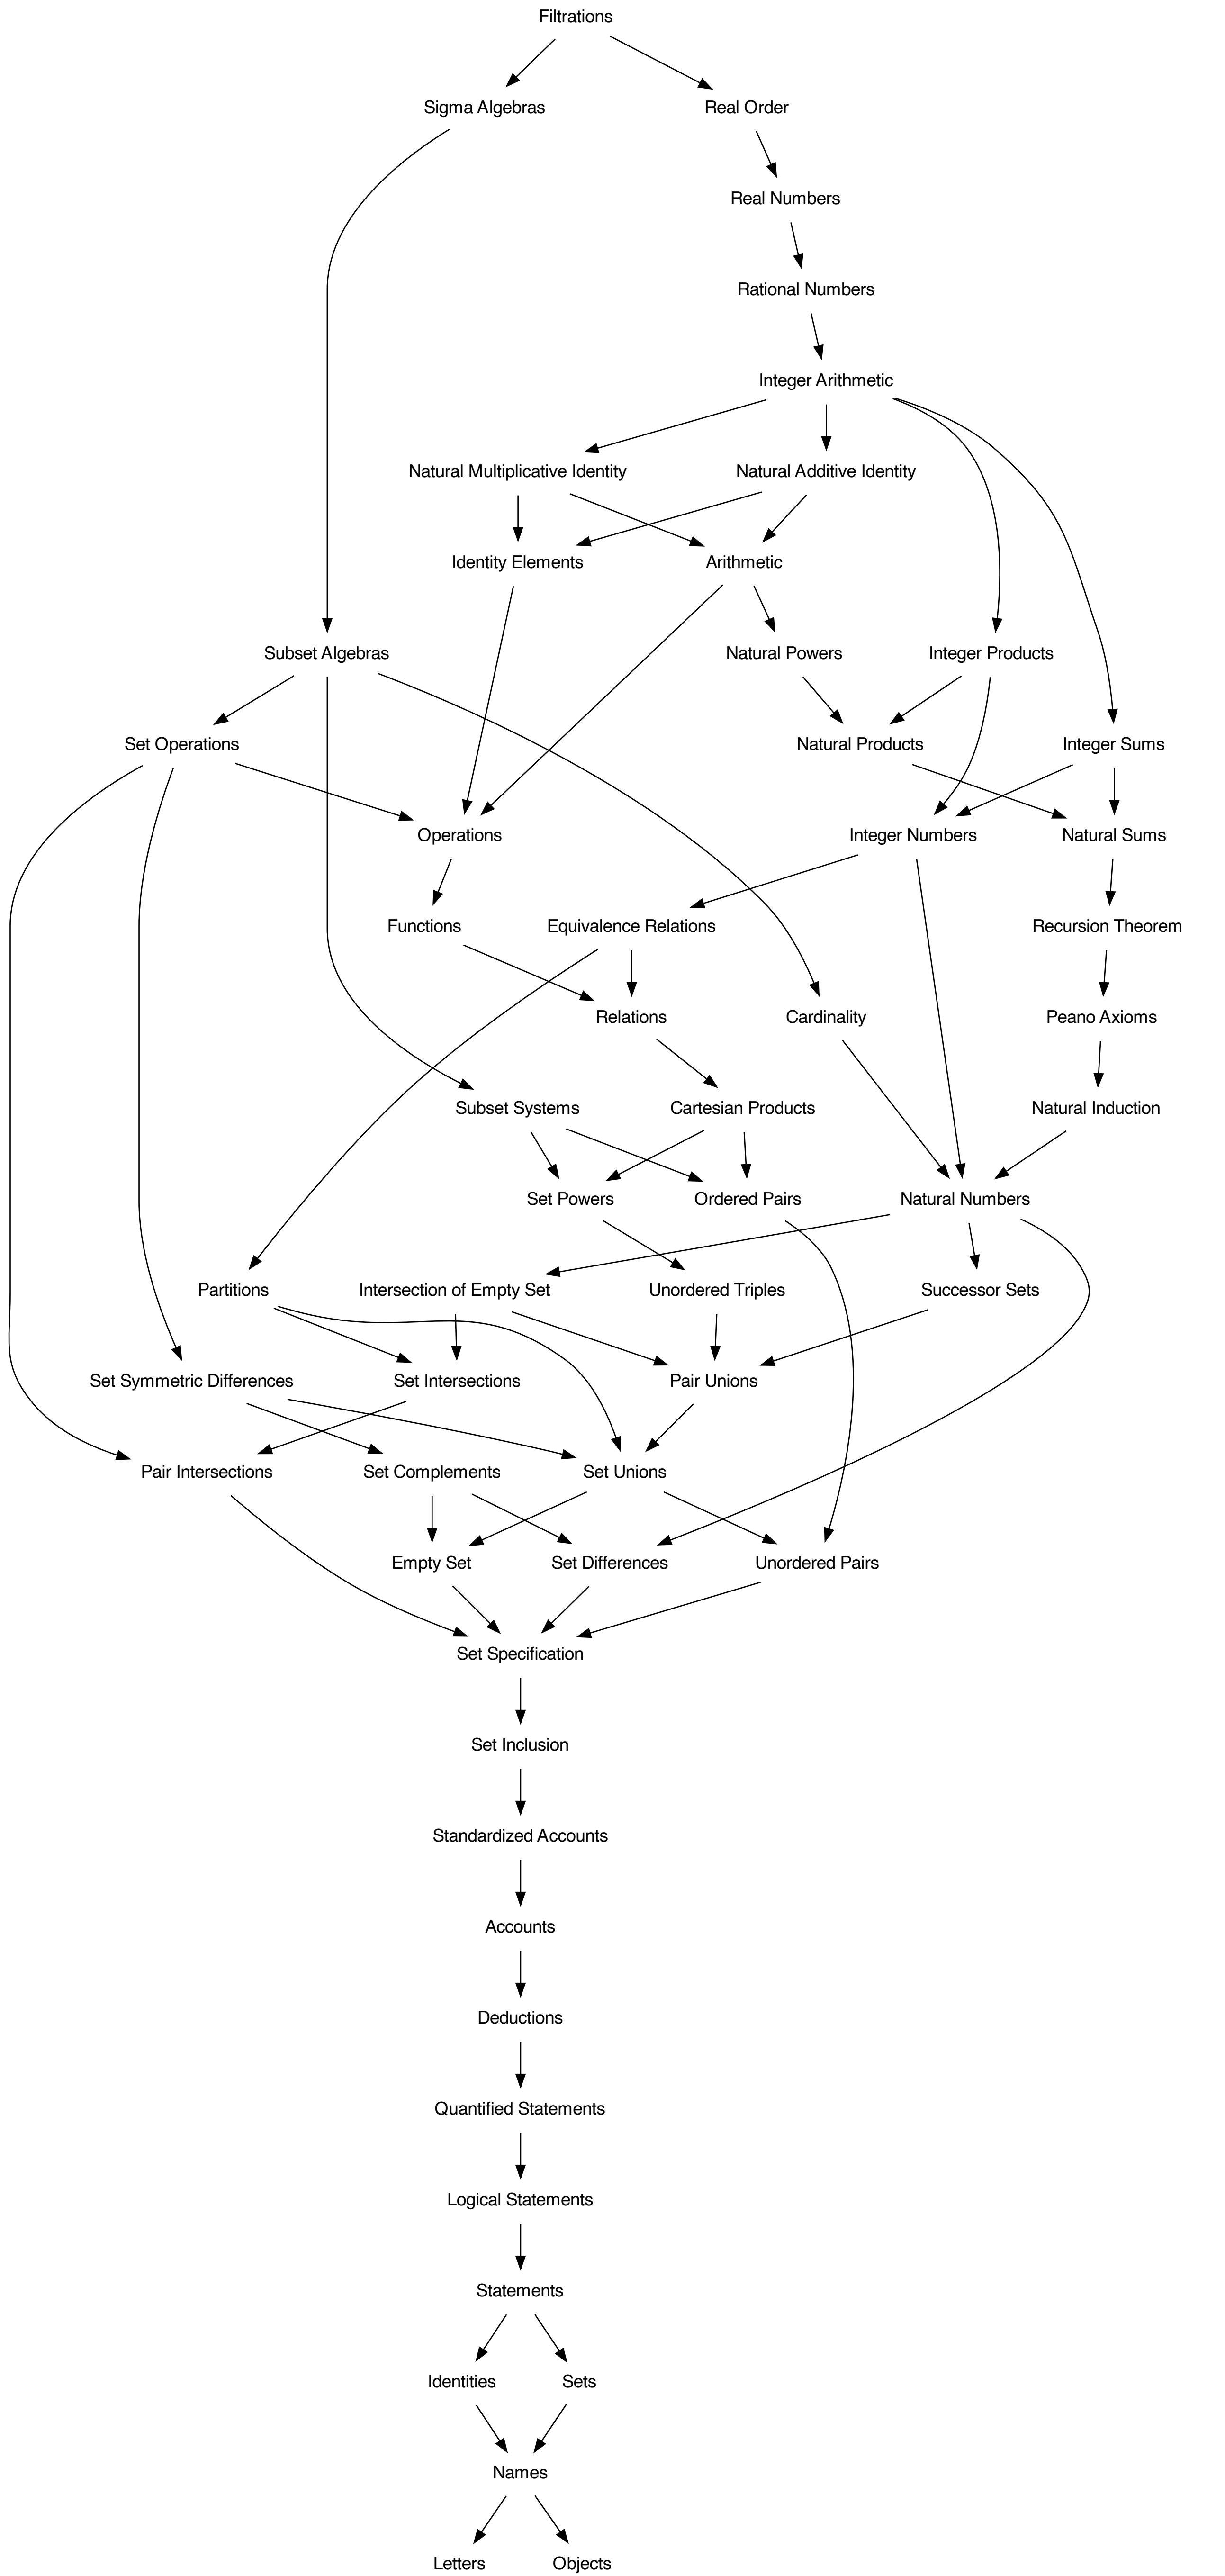 Filtrations
Sigma Algebras
Real Order
Real Numbers
Rational Numbers
Integer Arithmetic
Natural Multiplicative Identity
Natural Additive Identity
Identity Elements
Arithmetic
Subset Algebras
Natural Powers
Integer Products
Set Operations
Natural Products
Integer Sums
Operations
Integer Numbers
Natural Sums
Functions
Equivalence Relations
Recursion Theorem
Relations
Cardinality
Peano Axioms
Subset Systems
Cartesian Products
Natural Induction
Set Powers
Ordered Pairs
Natural Numbers
Partitions
Intersection of Empty Set
Unordered Triples
Successor Sets
Set Symmetric Differences
Set Intersections
Pair Unions
Pair Intersections
Set Complements
Set Unions
Empty Set
Set Differences
Unordered Pairs
Set Specification
Set Inclusion
Standardized Accounts
Accounts
Deductions
Quantified Statements
Logical Statements
Statements
Identities
Sets
Names
Letters
Objects